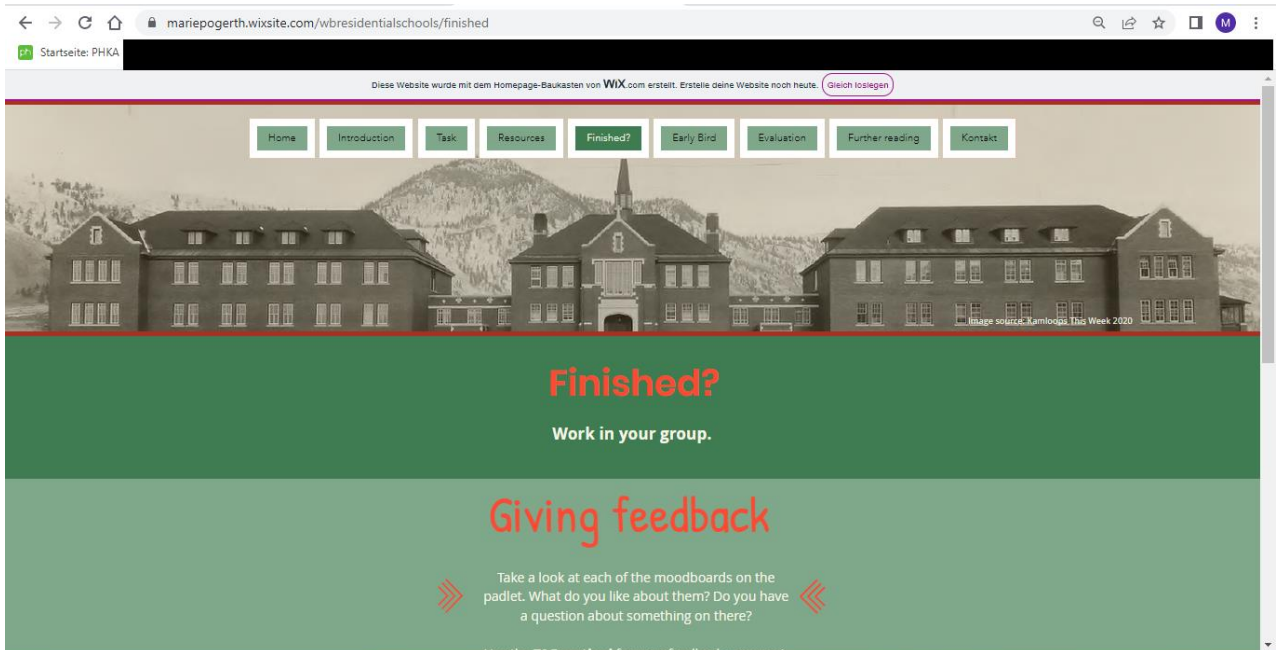 mariepogerth.wixsite.com/wbresidentialschools/finished
M
ph Startseite: PHKA
Diese Website wurde mit dem Homepage-Baukasten von WiX.com erstellt. Erstelle deine Website noch heute. Gleich loslegen
Home Introduction Task Resources Finished? Early Bird Evaluation Further reading Kontakt
Image source: Kamloops This Week 2020
Finished?
Work in your group.
Giving feedback
Take a look at each of the moodboards on the
padlet. What do you like about them? Do you have
a question about something on there?